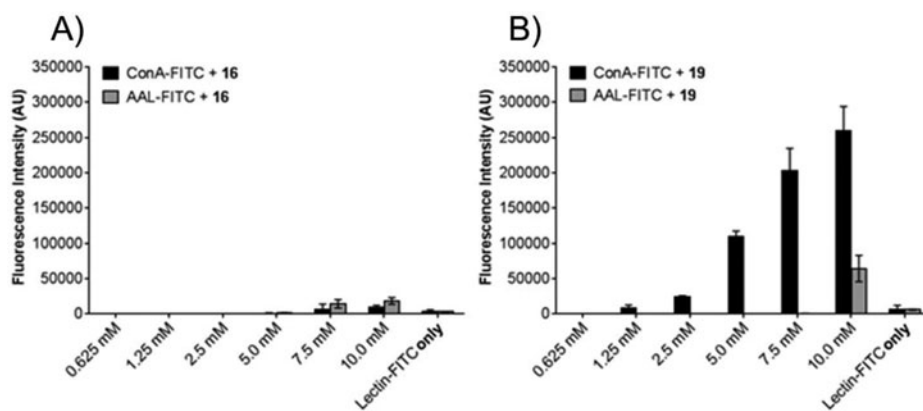 A)
Fluorescence Intensity (AU)
350000
300000
250000
200000
150000
100000
50000
0
ConA-FITC + 16
AAL-FITC + 16
0.625 mM
1.25 mM
2.5 mM
5.0 mM
7.5 mM
10.0 mM
Lectin-FITC only
B)
Fluorescence Intensity (AU)
350000
300000
250000
200000
150000
100000
50000
0
ConA-FITC + 19
AAL-FITC + 19
0.625 mM
1.25 mM
2.5 mM
5.0 mM
7.5 mM
10.0 mM
Lectin-FITC only